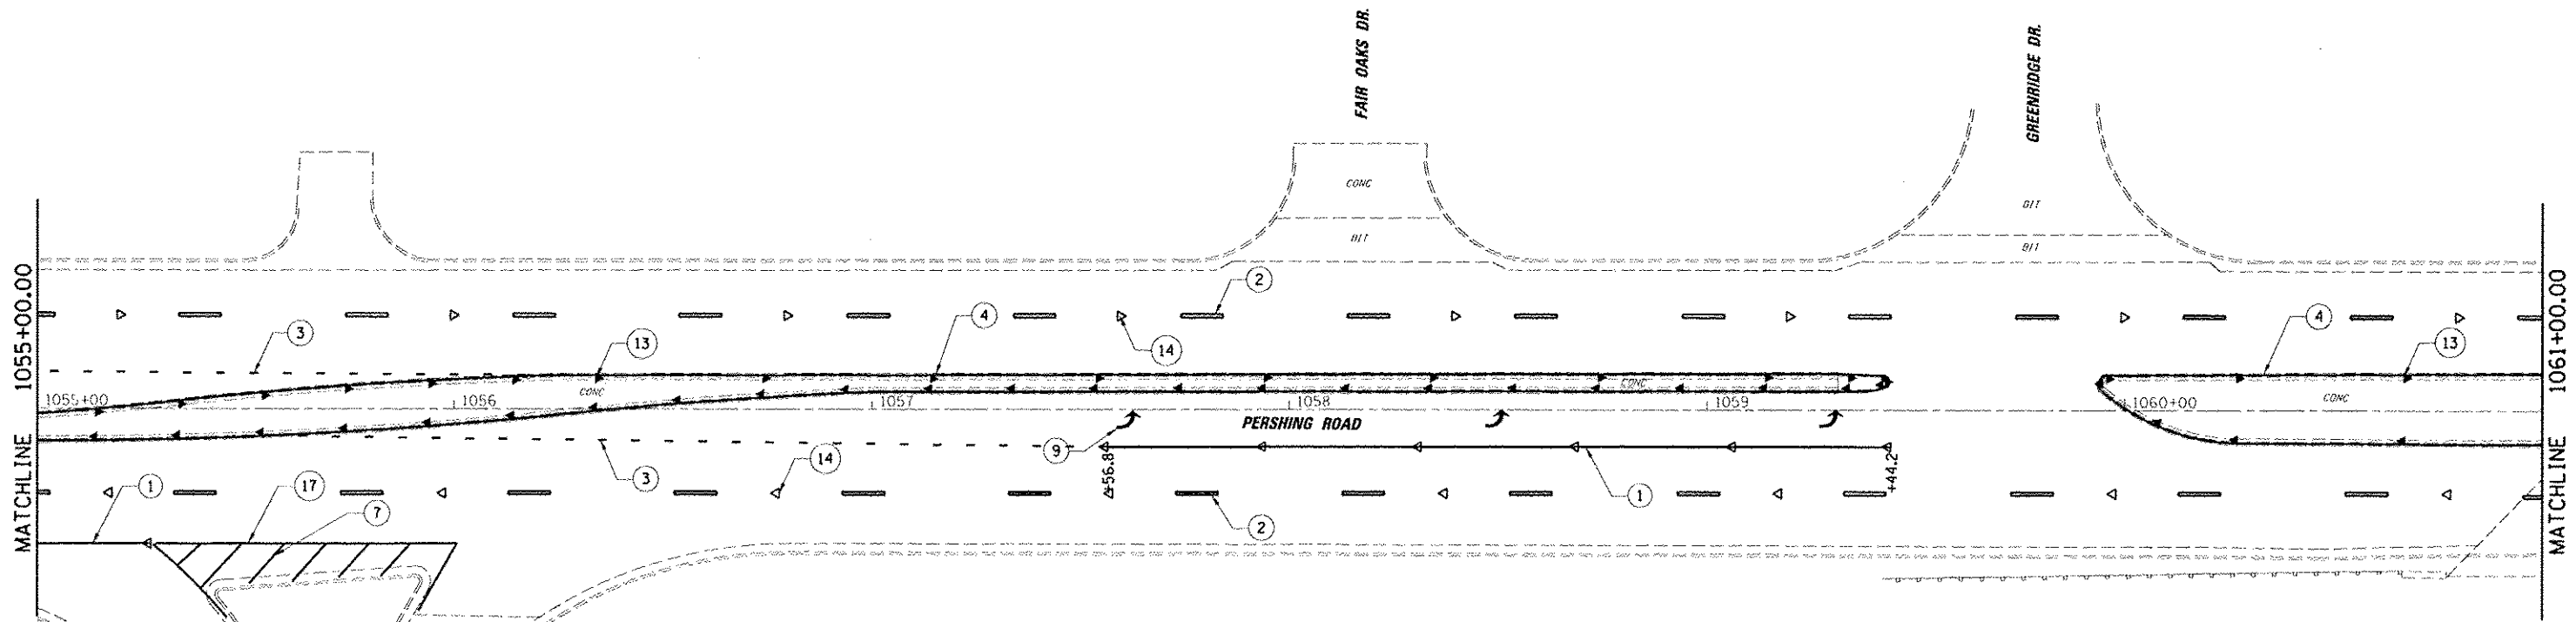 FAIR OAKS DR.
GREENRIDGE DR.
CONC
BIT
BIT
BIT
MATCHLINE 1055+00.00
MATCHLINE 1061+00.00
2
3
13
4
14
4
13
1055+00
1056
CONC
1057
1058
CONC
1059
1060+00
CONC
PERSHING ROAD
9
3
14
+56.8
1
+44.2
1
17
7
2